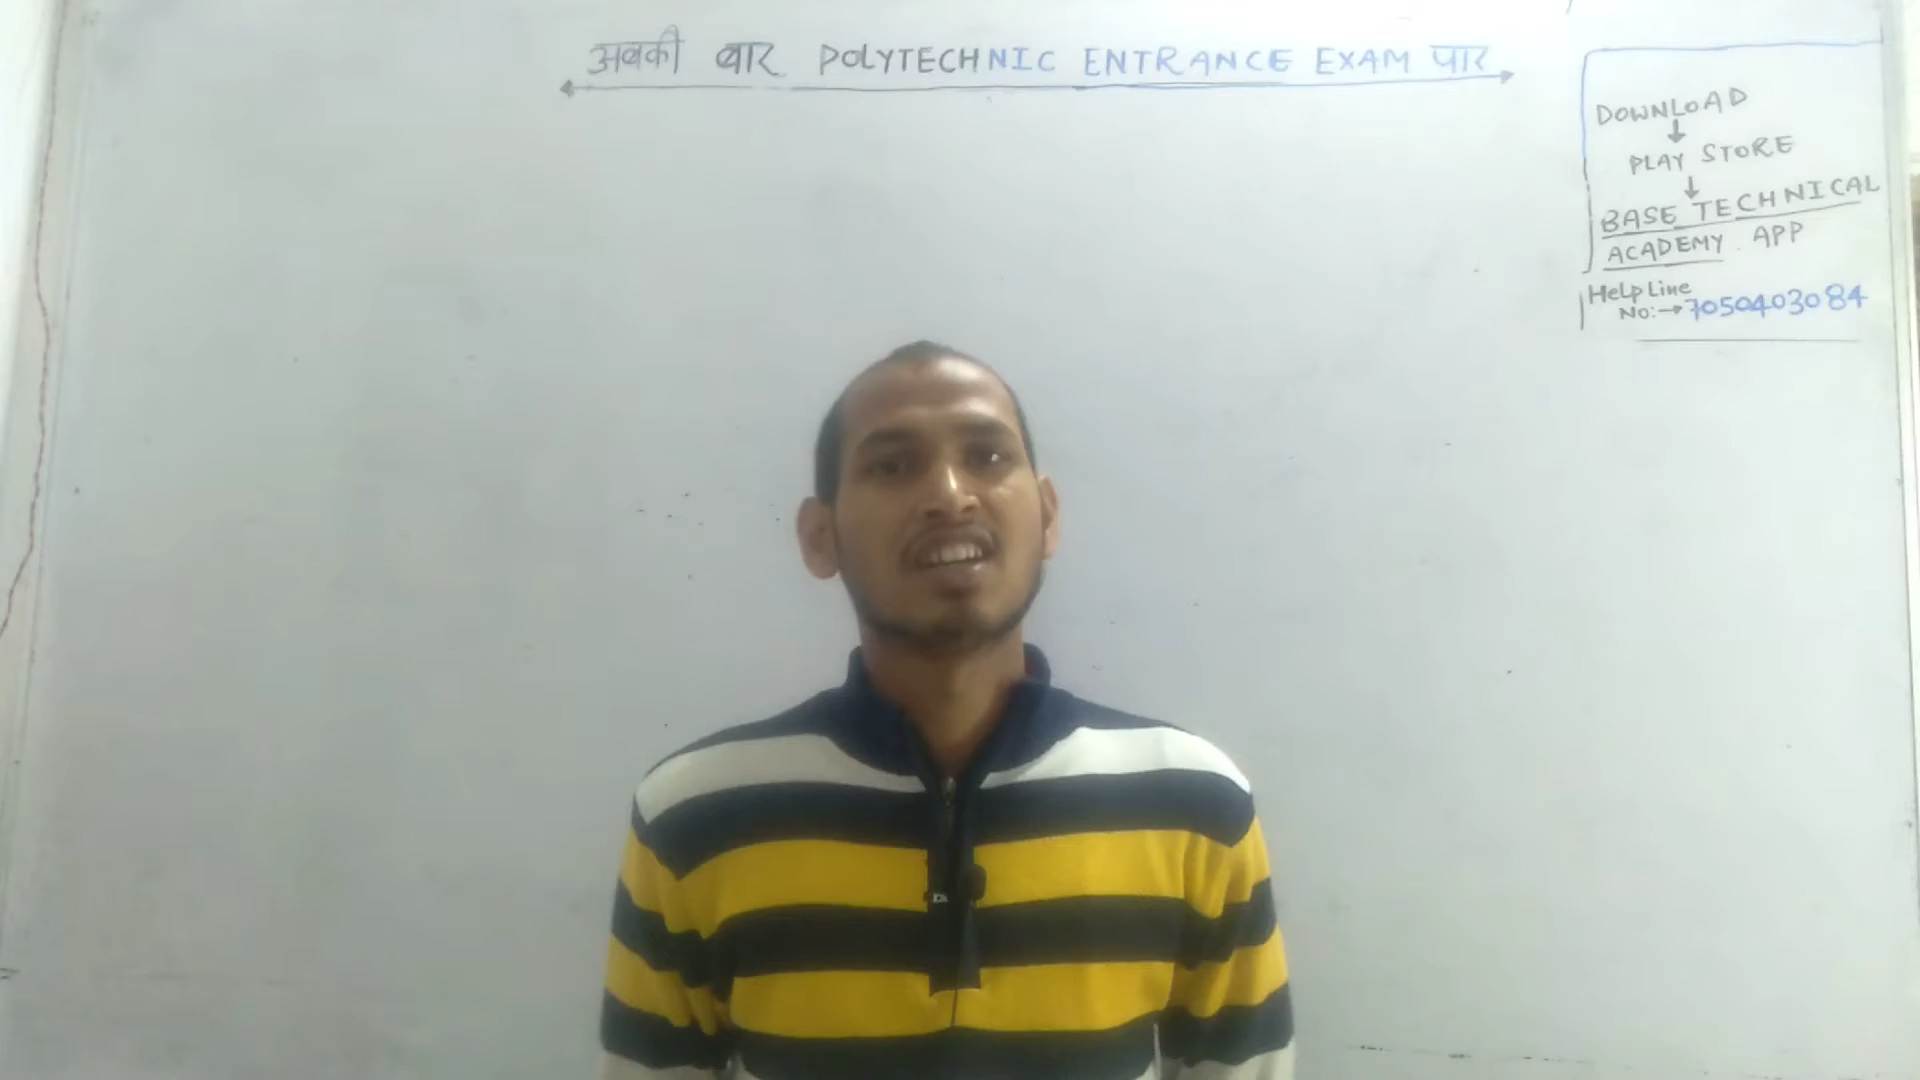 अबकी बार POLYTECHNIC ENTRANCE EXAM पार
DOWNLOAD
↓
PLAY STORE
↓
BASE TECHNICAL
ACADEMY. APP
Help Line
No:→7050403084